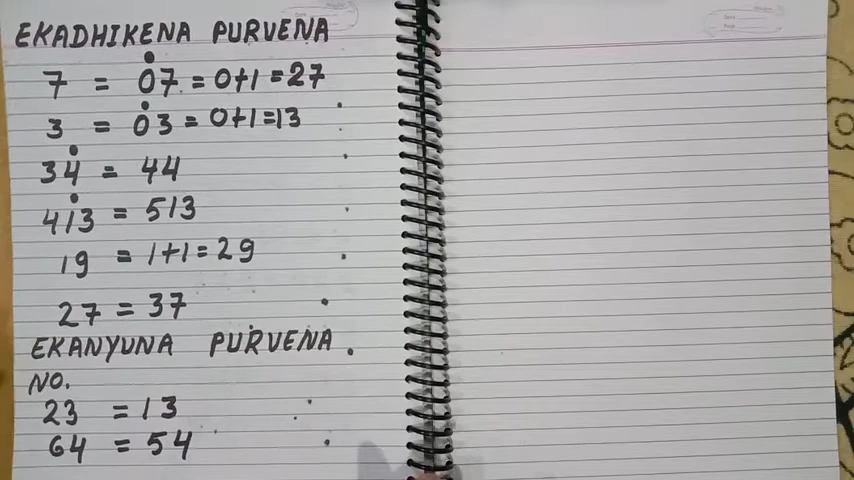 EKADHIKENA PURVENA
7 = 07 = 0+1 = 27
3 = 03 = 0+1 = 13
34 = 44
413 = 513
19 = 1+1 = 29
27 = 37
EKANYUNA PURVENA.
NO.
23 = 13
64 = 54